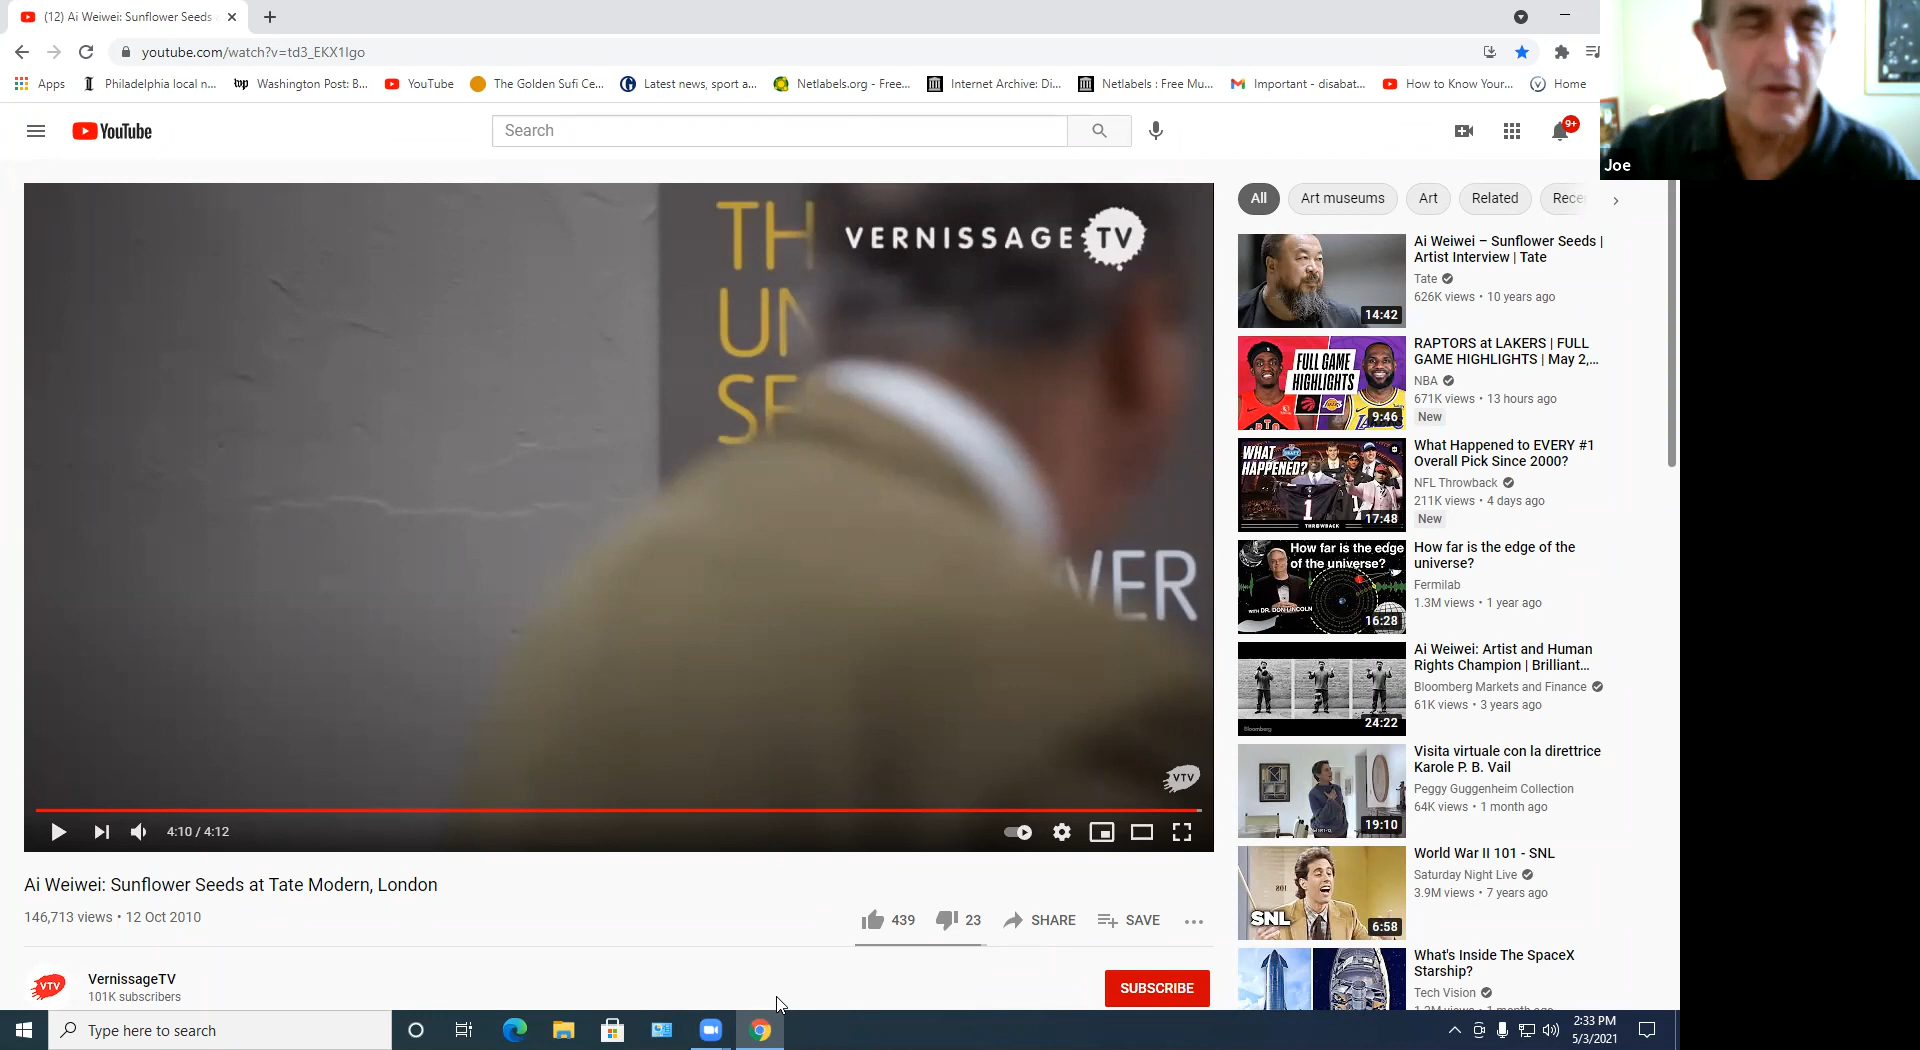 (12) Ai Weiwei: Sunflower Seeds
youtube.com/watch?v=td3_EKX1Igo
Apps
Philadelphia local n...
Washington Post: B...
YouTube
The Golden Sufi Ce...
Latest news, sport a...
Netlabels.org - Free...
Internet Archive: Di...
Netlabels : Free Mu...
Important - disabat...
How to Know Your...
Home
YouTube
Search
9+
Joe
TH
UN
SE
VERNISSAGE TV
VER
VTV
4:10 / 4:12
All
Art museums
Art
Related
Rece
14:42
Ai Weiwei – Sunflower Seeds |
Artist Interview | Tate
Tate
626K views • 10 years ago
FULL GAME
HIGHLIGHTS
9:46
RAPTORS at LAKERS | FULL
GAME HIGHLIGHTS | May 2,...
NBA
671K views • 13 hours ago
New
WHAT
HAPPENED?
1
THROWBACK
17:48
What Happened to EVERY #1
Overall Pick Since 2000?
NFL Throwback
211K views • 4 days ago
New
How far is the edge
of the universe?
WITH DR. DON LINCOLN
16:28
How far is the edge of the
universe?
Fermilab
1.3M views • 1 year ago
Bloomberg
24:22
Ai Weiwei: Artist and Human
Rights Champion | Brilliant...
Bloomberg Markets and Finance
61K views • 3 years ago
19:10
Visita virtuale con la direttrice
Karole P. B. Vail
Peggy Guggenheim Collection
64K views • 1 month ago
108
SNL
6:58
World War II 101 - SNL
Saturday Night Live
3.9M views • 7 years ago
What's Inside The SpaceX
Starship?
Tech Vision
Ai Weiwei: Sunflower Seeds at Tate Modern, London
146,713 views • 12 Oct 2010
439
23
SHARE
SAVE
VTV
VernissageTV
101K subscribers
SUBSCRIBE
Type here to search
2:33 PM
5/3/2021